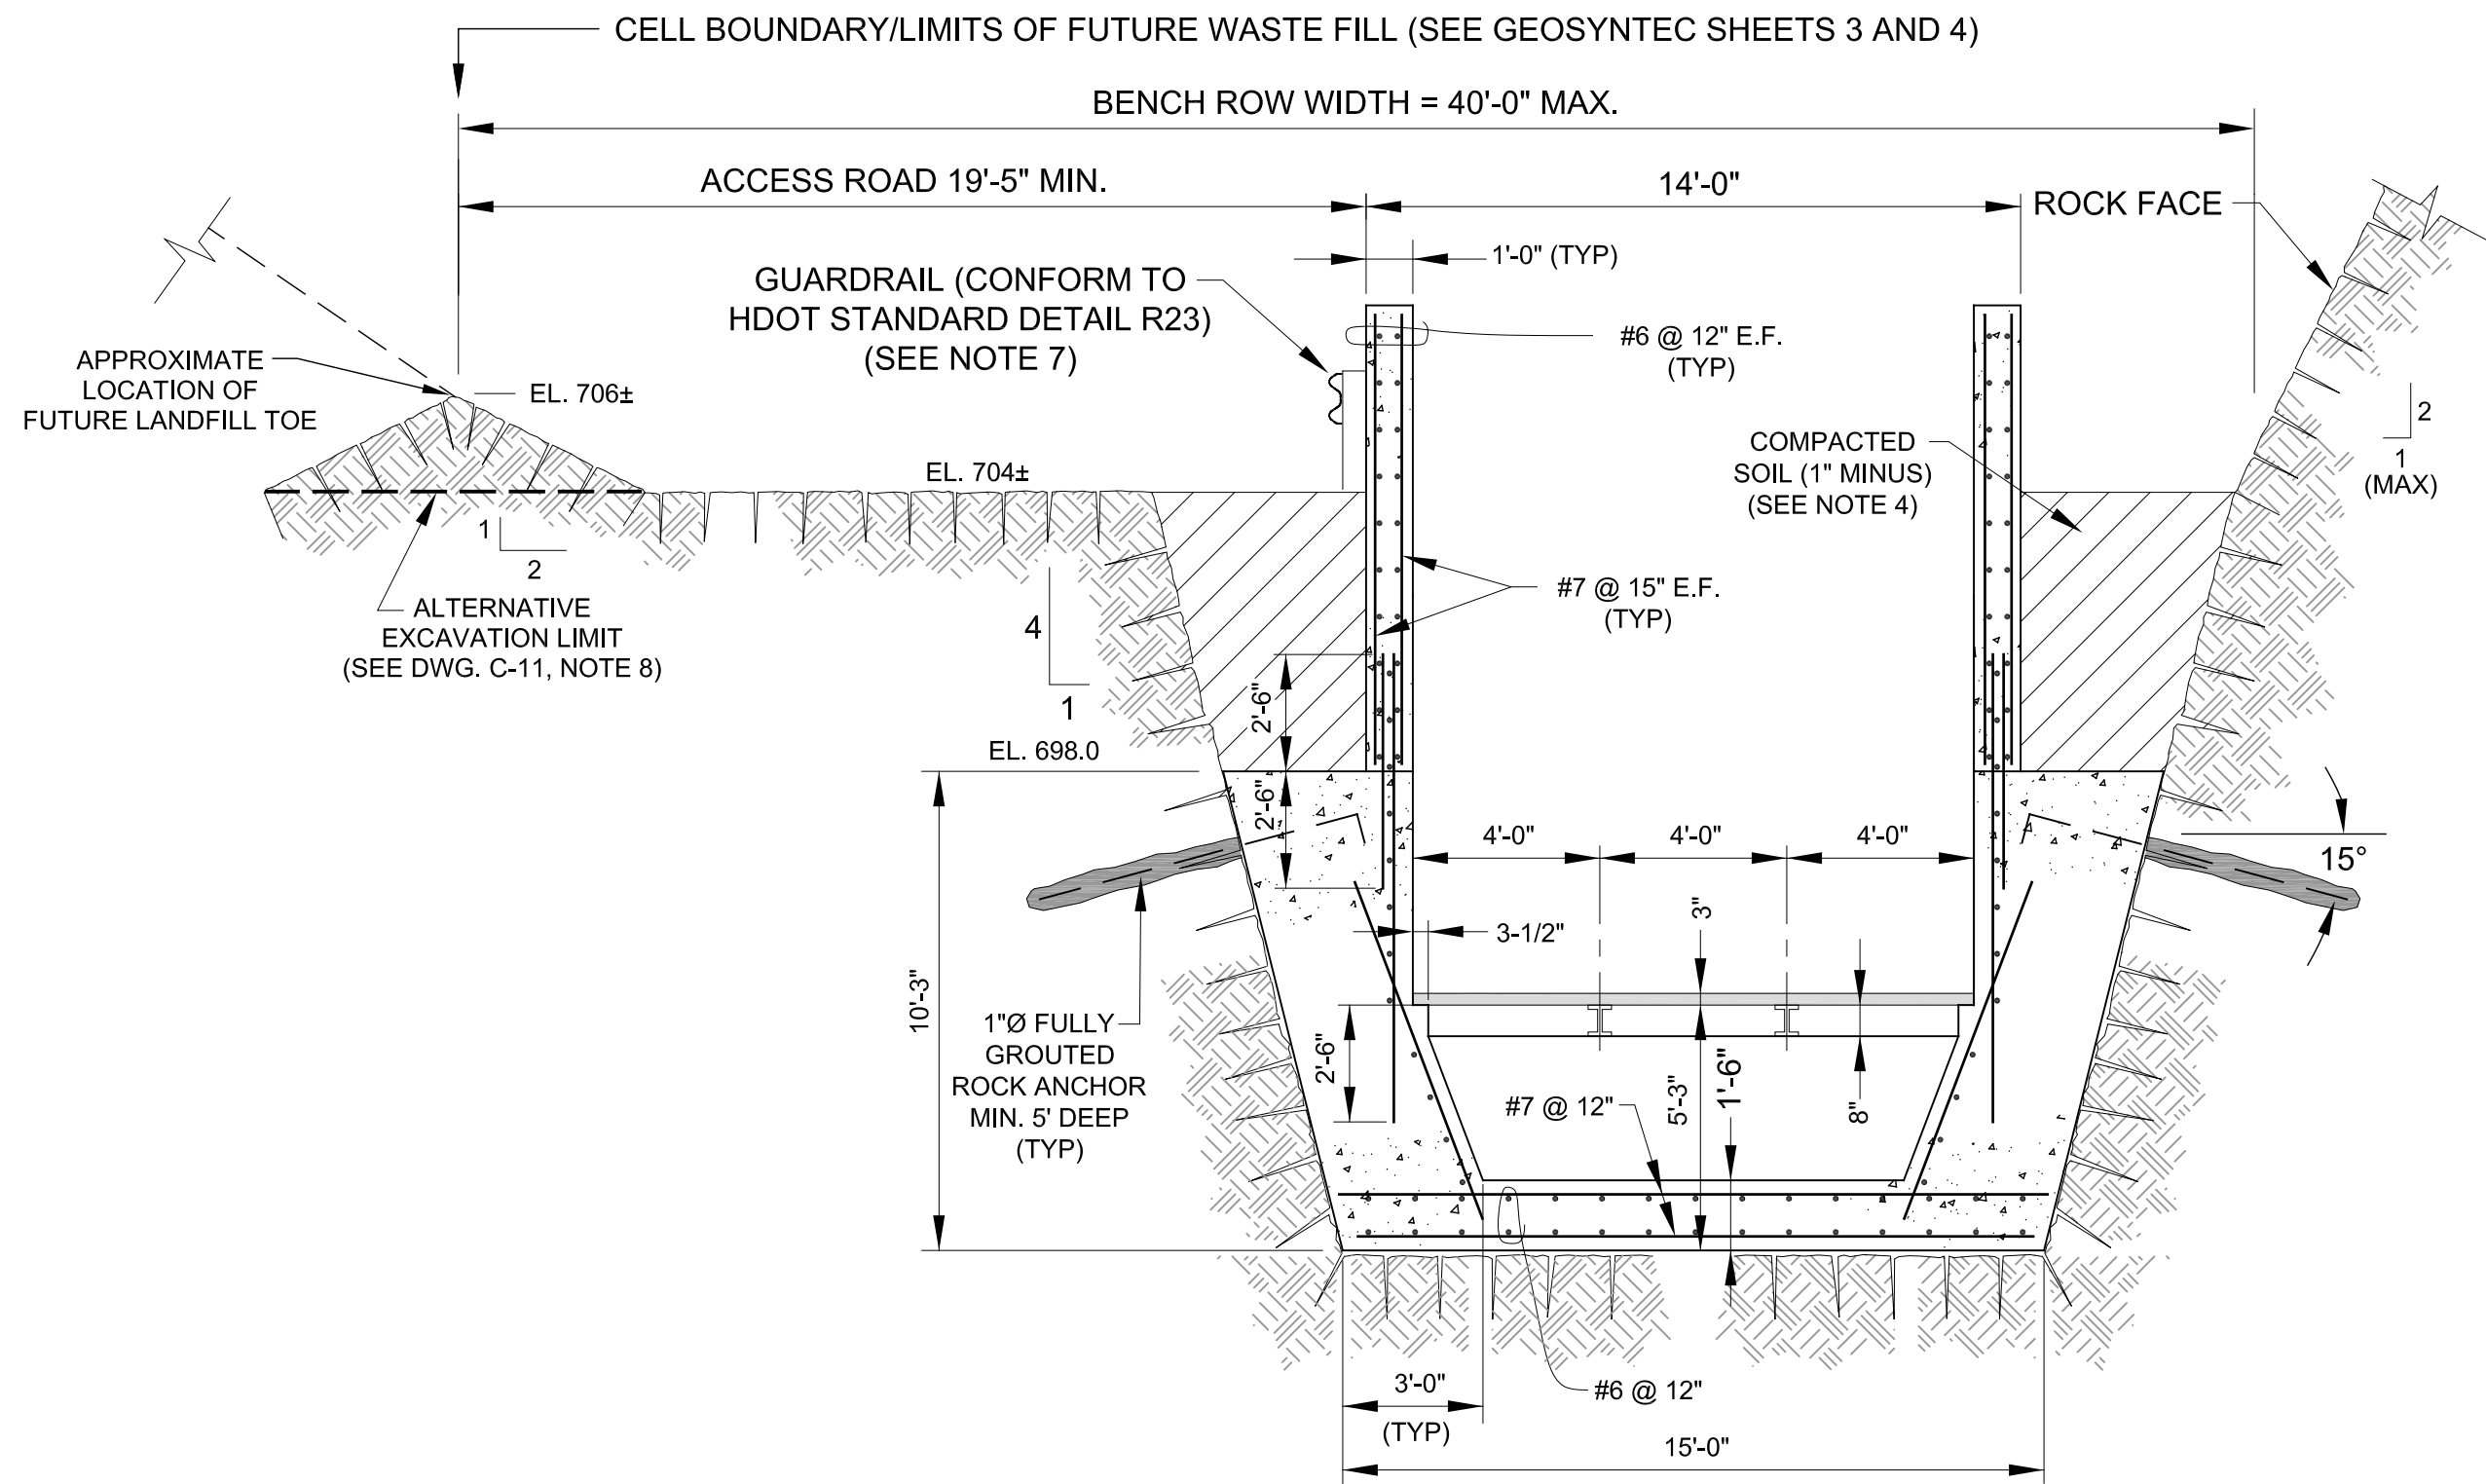 CELL BOUNDARY/LIMITS OF FUTURE WASTE FILL (SEE GEOSYNTEC SHEETS 3 AND 4)
BENCH ROW WIDTH = 40'-0" MAX.
ACCESS ROAD 19'-5" MIN.
14'-0"
ROCK FACE
1'-0" (TYP)
GUARDRAIL (CONFORM TO
HDOT STANDARD DETAIL R23)
(SEE NOTE 7)
#6 @ 12" E.F.
(TYP)
APPROXIMATE
LOCATION OF
FUTURE LANDFILL TOE
EL. 706±
2
1
(MAX)
COMPACTED
SOIL (1" MINUS)
(SEE NOTE 4)
EL. 704±
1
2
ALTERNATIVE
EXCAVATION LIMIT
(SEE DWG. C-11, NOTE 8)
4
1
#7 @ 15" E.F.
(TYP)
2'-6"
EL. 698.0
2'-6"
4'-0"
4'-0"
4'-0"
15°
3"
3-1/2"
10'-3"
1"Ø FULLY
GROUTED
ROCK ANCHOR
MIN. 5' DEEP
(TYP)
2'-6"
#7 @ 12"
5'-3"
1'-6"
8"
3'-0"
(TYP)
#6 @ 12"
15'-0"